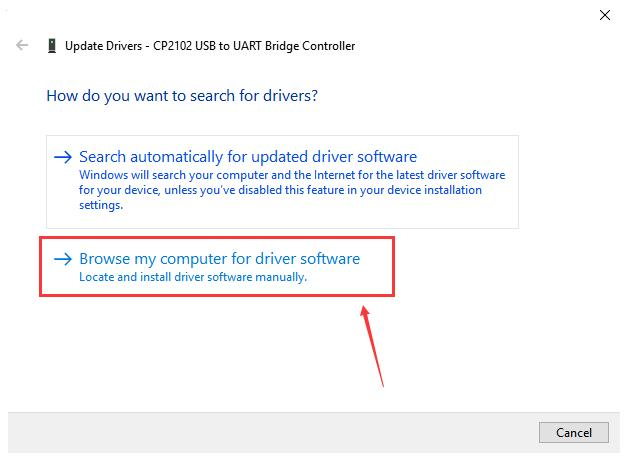 Update Drivers - CP2102 USB to UART Bridge Controller
How do you want to search for drivers?
Search automatically for updated driver software
Windows will search your computer and the Internet for the latest driver software
for your device, unless you've disabled this feature in your device installation
settings.
Browse my computer for driver software
Locate and install driver software manually.
Cancel